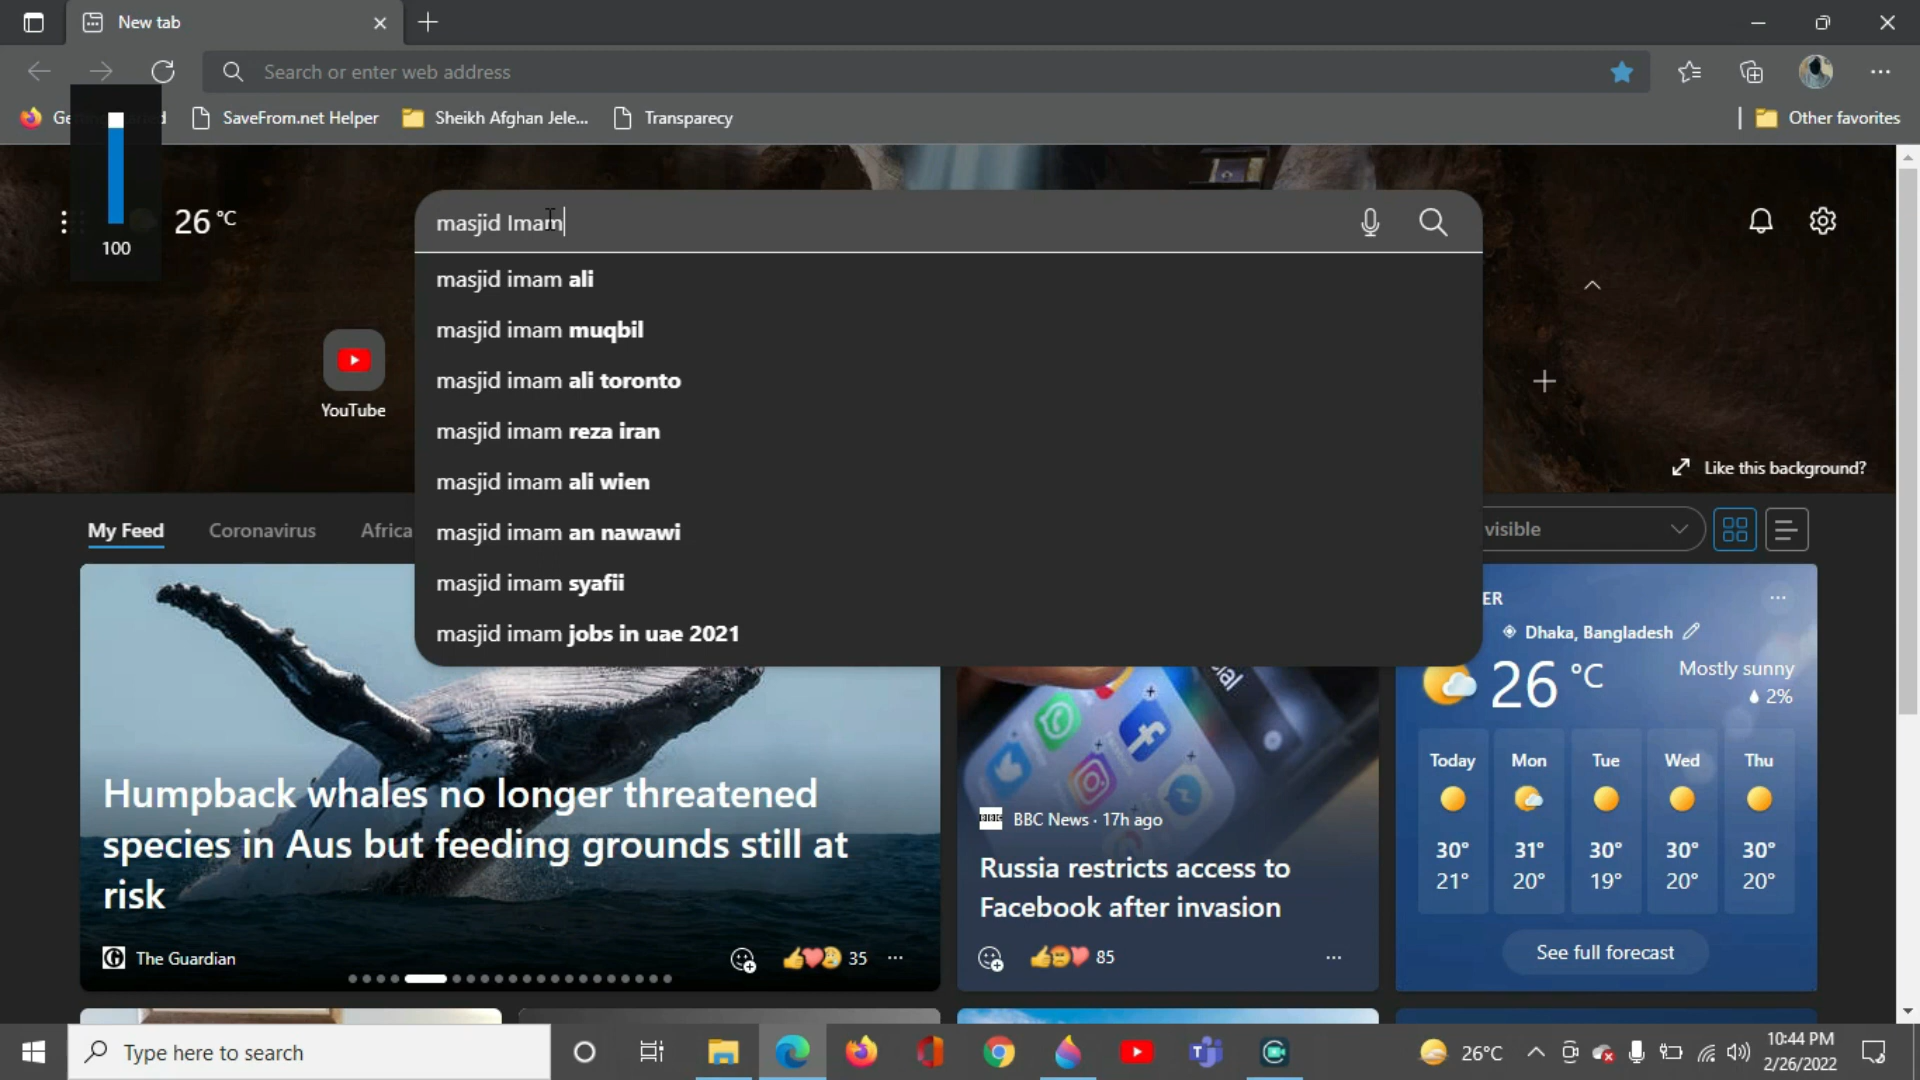 New tab
Search or enter web address
SaveFrom.net Helper
Sheikh Afghan Jele...
Transparecy
Other favorites
100
26 °C
masjid Imam
masjid imam ali
masjid imam muqbil
masjid imam ali toronto
masjid imam reza iran
masjid imam ali wien
masjid imam an nawawi
masjid imam syafii
masjid imam jobs in uae 2021
YouTube
Like this background?
My Feed
Coronavirus
Africa
visible
Humpback whales no longer threatened
species in Aus but feeding grounds still at
risk
The Guardian
35
BBC News · 17h ago
Russia restricts access to
Facebook after invasion
85
ER
Dhaka, Bangladesh
26 °C
Mostly sunny
2%
Today Mon Tue Wed Thu
30° 31° 30° 30° 30°
21° 20° 19° 20° 20°
See full forecast
Type here to search
26°C
10:44 PM
2/26/2022